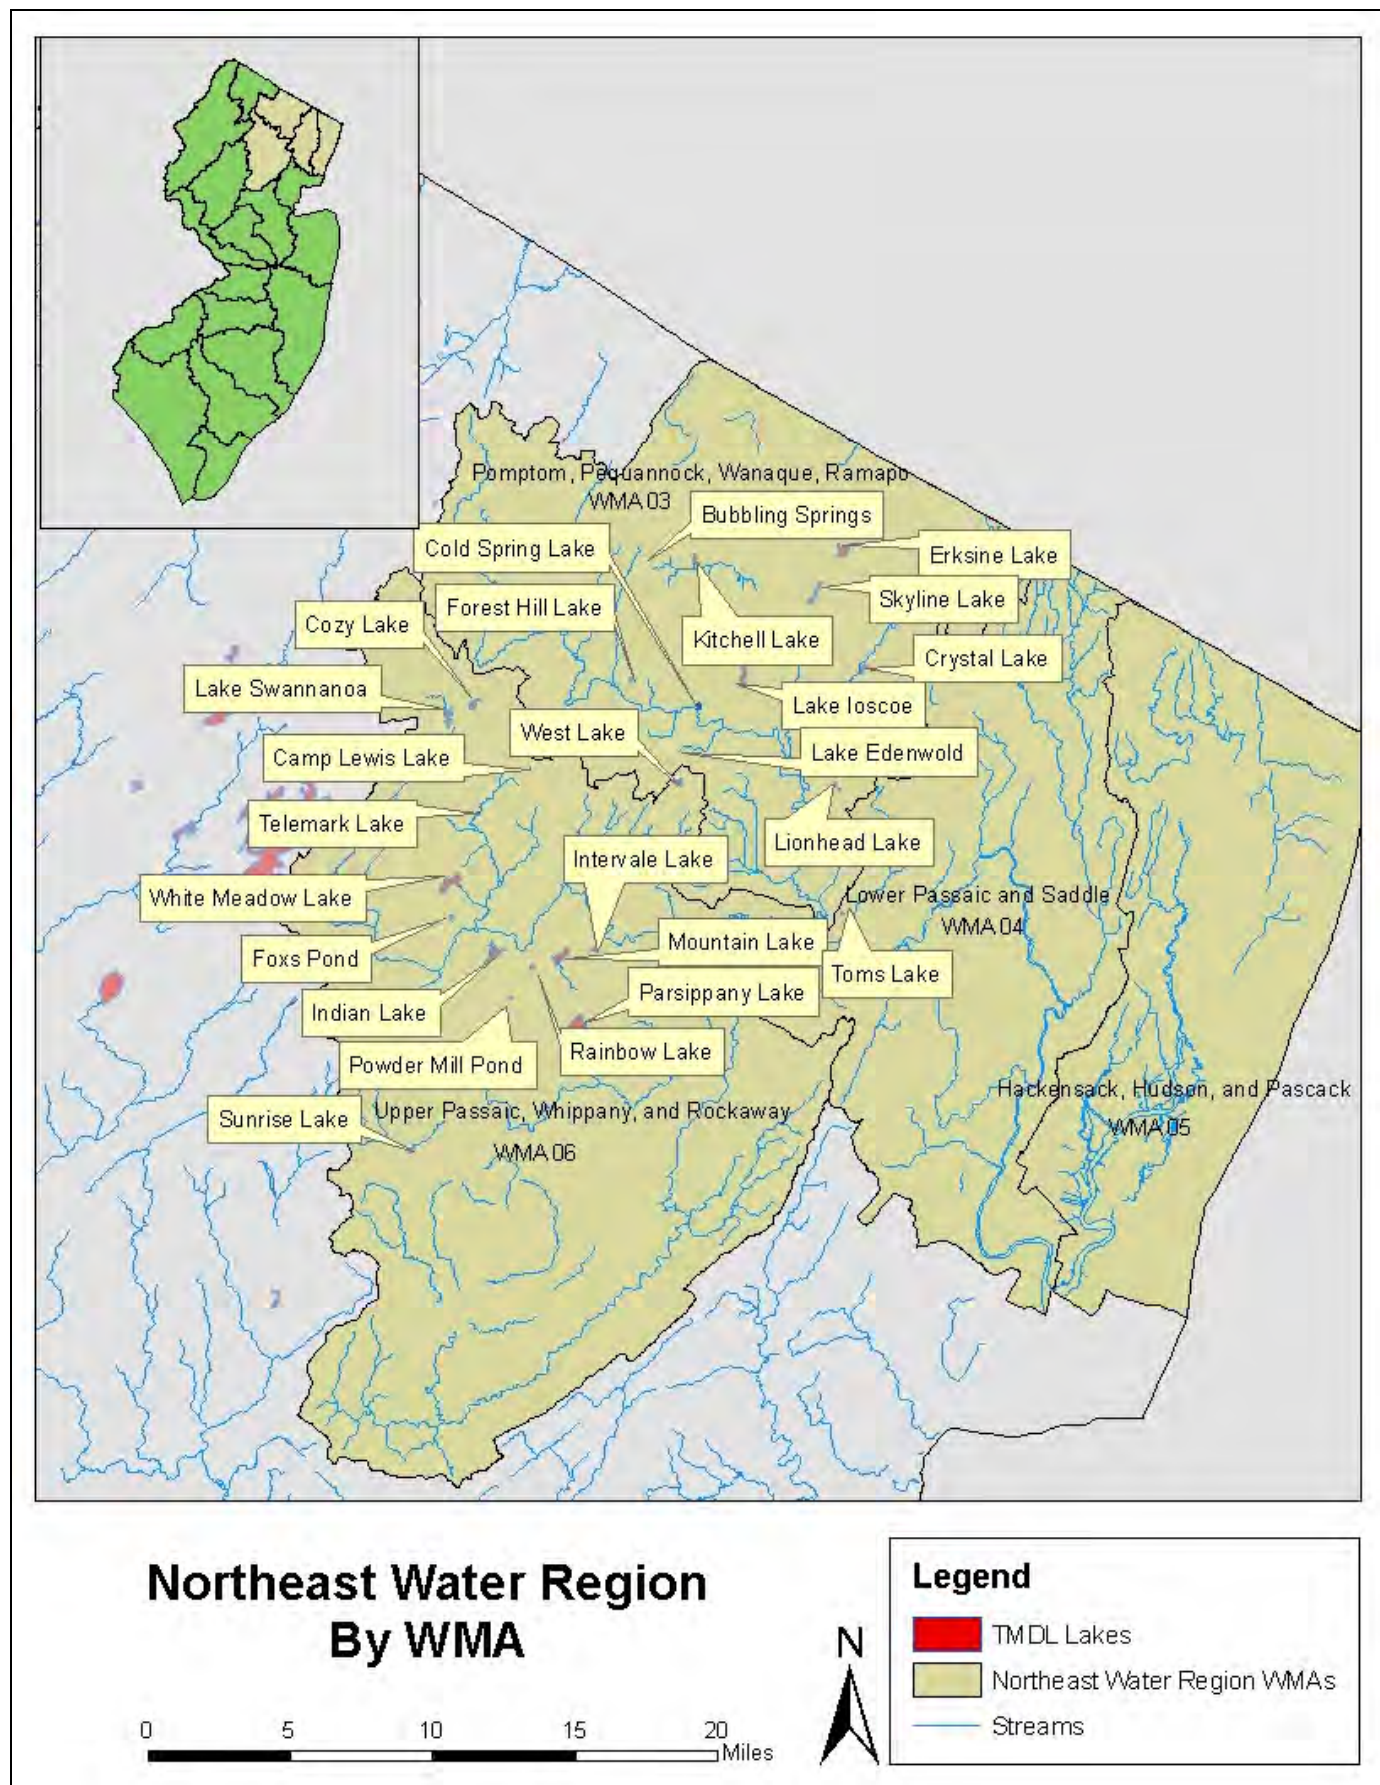 Pomptom, Pequannock, Wanaque, Ramapo
WMA 03
Bubbling Springs
Cold Spring Lake
Erksine Lake
Skyline Lake
Forest Hill Lake
Cozy Lake
Kitchell Lake
Crystal Lake
Lake Swannanoa
Lake Ioscoe
West Lake
Lake Edenwold
Camp Lewis Lake
Telemark Lake
Lionhead Lake
Intervale Lake
White Meadow Lake
Lower Passaic and Saddle
WMA 04
Mountain Lake
Foxs Pond
Toms Lake
Parsippany Lake
Indian Lake
Rainbow Lake
Powder Mill Pond
Hackensack, Hudson, and Pascack
WMA 05
Sunrise Lake
Upper Passaic, Whippany, and Rockaway
WMA 06
Northeast Water Region
By WMA
0 5 10 15 20
Miles
N
Legend
TMDL Lakes
Northeast Water Region WMAs
Streams